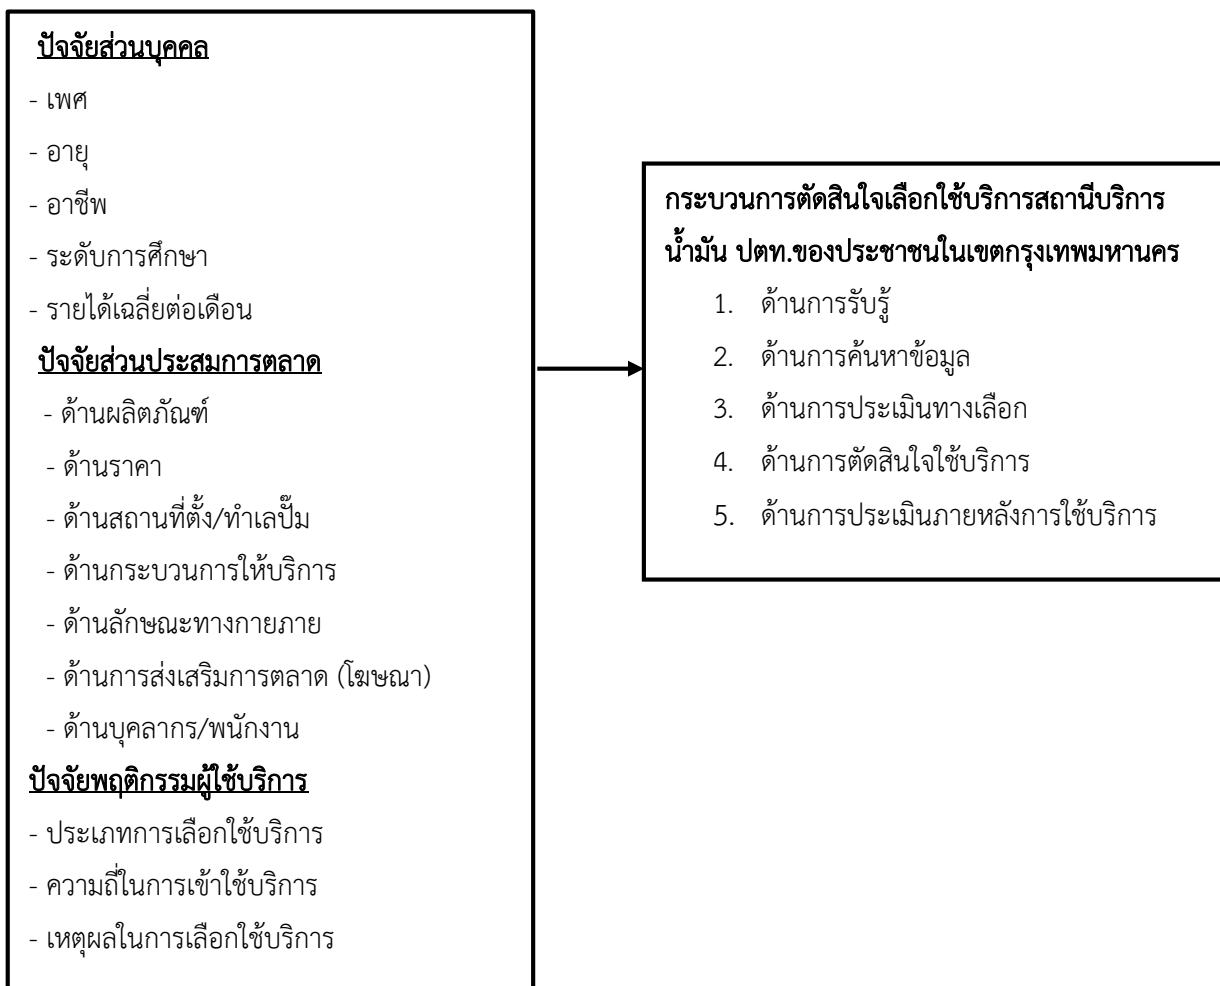 ปัจจัยส่วนบุคคล
- เพศ
- อายุ
- อาชีพ
- ระดับการศึกษา
- รายได้เฉลี่ยต่อเดือน
ปัจจัยส่วนประสมการตลาด
- ด้านผลิตภัณฑ์
- ด้านราคา
- ด้านสถานที่ตั้ง/ทำเลปั๊ม
- ด้านกระบวนการให้บริการ
- ด้านลักษณะทางกายภาย
- ด้านการส่งเสริมการตลาด (โฆษณา)
- ด้านบุคลากร/พนักงาน
ปัจจัยพฤติกรรมผู้ใช้บริการ
- ประเภทการเลือกใช้บริการ
- ความถี่ในการเข้าใช้บริการ
- เหตุผลในการเลือกใช้บริการ
กระบวนการตัดสินใจเลือกใช้บริการสถานีบริการ
น้ำมัน ปตท.ของประชาชนในเขตกรุงเทพมหานคร
1. ด้านการรับรู้
2. ด้านการค้นหาข้อมูล
3. ด้านการประเมินทางเลือก
4. ด้านการตัดสินใจใช้บริการ
5. ด้านการประเมินภายหลังการใช้บริการ